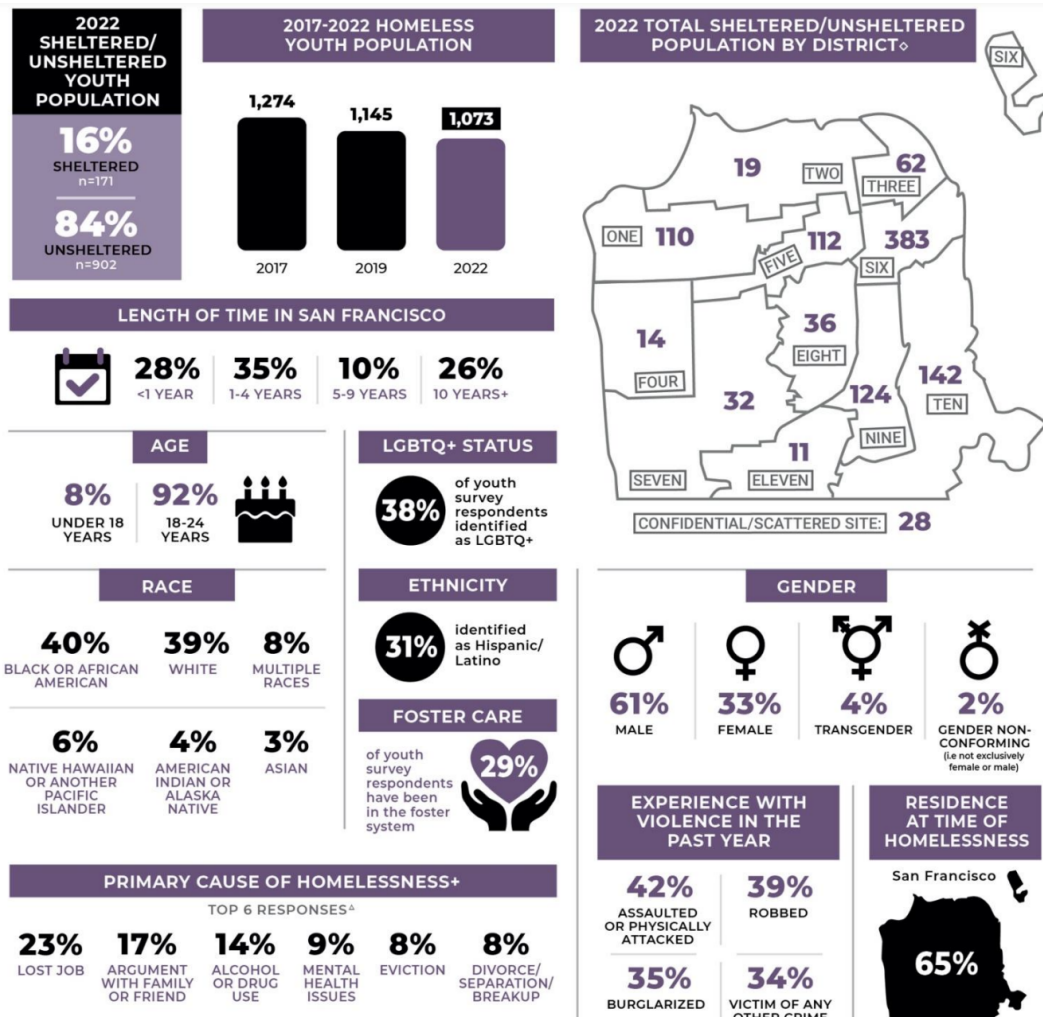 2022
SHELTERED/
UNSHELTERED
YOUTH
POPULATION
16%
SHELTERED
n=171
84%
UNSHELTERED
n=902
2017-2022 HOMELESS
YOUTH POPULATION
1,274
1,145
1,073
2017
2019
2022
2022 TOTAL SHELTERED/UNSHELTERED
POPULATION BY DISTRICT◇
SIX
19
TWO
62
THREE
ONE
110
FIVE
112
383
SIX
14
FOUR
36
EIGHT
32
SEVEN
124
NINE
142
TEN
11
ELEVEN
CONFIDENTIAL/SCATTERED SITE:
28
LENGTH OF TIME IN SAN FRANCISCO
28%
<1 YEAR
35%
1-4 YEARS
10%
5-9 YEARS
26%
10 YEARS+
AGE
8%
UNDER 18
YEARS
92%
18-24
YEARS
LGBTQ+ STATUS
38%
of youth
survey
respondents
identified
as LGBTQ+
RACE
40%
BLACK OR AFRICAN
AMERICAN
39%
WHITE
8%
MULTIPLE
RACES
6%
NATIVE HAWAIIAN
OR ANOTHER
PACIFIC
ISLANDER
4%
AMERICAN
INDIAN OR
ALASKA
NATIVE
3%
ASIAN
ETHNICITY
31%
identified
as Hispanic/
Latino
FOSTER CARE
of youth
survey
respondents
have been
in the foster
system
29%
GENDER
61%
MALE
33%
FEMALE
4%
TRANSGENDER
2%
GENDER NON-
CONFORMING
(i.e not exclusively
female or male)
PRIMARY CAUSE OF HOMELESSNESS+
TOP 6 RESPONSES△
23%
LOST JOB
17%
ARGUMENT
WITH FAMILY
OR FRIEND
14%
ALCOHOL
OR DRUG
USE
9%
MENTAL
HEALTH
ISSUES
8%
EVICTION
8%
DIVORCE/
SEPARATION/
BREAKUP
EXPERIENCE WITH
VIOLENCE IN THE
PAST YEAR
42%
ASSAULTED
OR PHYSICALLY
ATTACKED
39%
ROBBED
35%
BURGLARIZED
34%
VICTIM OF ANY
OTHER CRIME
RESIDENCE
AT TIME OF
HOMELESSNESS
San Francisco
65%